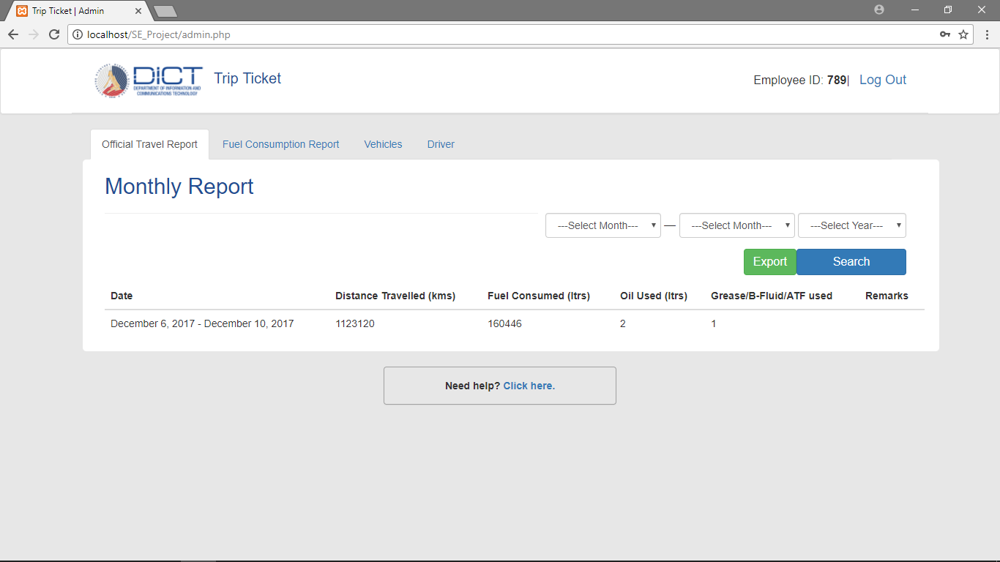 Trip Ticket | Admin
localhost/SE_Project/admin.php
DICT
DEPARTMENT OF INFORMATION AND
COMMUNICATIONS TECHNOLOGY
Trip Ticket
Employee ID: 789| Log Out
Official Travel Report Fuel Consumption Report Vehicles Driver
Monthly Report
---Select Month--- — ---Select Month--- ---Select Year---
Export Search
Date Distance Travelled (kms) Fuel Consumed (ltrs) Oil Used (ltrs) Grease/B-Fluid/ATF used Remarks
December 6, 2017 - December 10, 2017 1123120 160446 2 1
Need help? Click here.